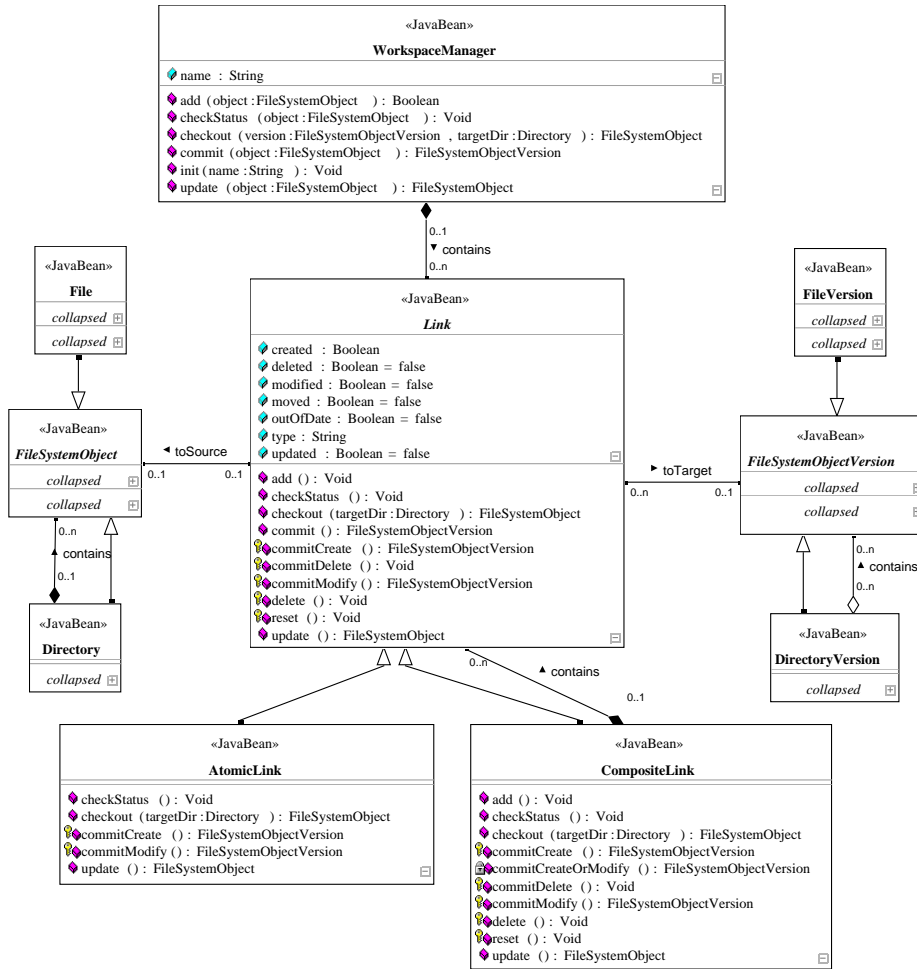 «JavaBean»
WorkspaceManager
name : String
add (object:FileSystemObject ) : Boolean
checkStatus (object:FileSystemObject ) : Void
checkout (version:FileSystemObjectVersion , targetDir:Directory ) : FileSystemObject
commit (object:FileSystemObject ) : FileSystemObjectVersion
init (name:String ) : Void
update (object:FileSystemObject ) : FileSystemObject
0..1
contains
0..n
«JavaBean»
File
collapsed
collapsed
«JavaBean»
FileVersion
collapsed
collapsed
«JavaBean»
Link
created : Boolean
deleted : Boolean = false
modified : Boolean = false
moved : Boolean = false
outOfDate : Boolean = false
type : String
updated : Boolean = false
add () : Void
checkStatus () : Void
checkout (targetDir:Directory ) : FileSystemObject
commit () : FileSystemObjectVersion
commitCreate () : FileSystemObjectVersion
commitDelete () : Void
commitModify () : FileSystemObjectVersion
delete () : Void
reset () : Void
update () : FileSystemObject
«JavaBean»
FileSystemObject
collapsed
collapsed
toSource
0..1
0..1
«JavaBean»
FileSystemObjectVersion
collapsed
collapsed
toTarget
0..n
0..1
0..n
contains
0..1
«JavaBean»
Directory
collapsed
0..n
contains
0..n
«JavaBean»
DirectoryVersion
collapsed
0..n
contains
0..1
«JavaBean»
AtomicLink
checkStatus () : Void
checkout (targetDir:Directory ) : FileSystemObject
commitCreate () : FileSystemObjectVersion
commitModify () : FileSystemObjectVersion
update () : FileSystemObject
«JavaBean»
CompositeLink
add () : Void
checkStatus () : Void
checkout (targetDir:Directory ) : FileSystemObject
commitCreate () : FileSystemObjectVersion
commitCreateOrModify () : FileSystemObjectVersion
commitDelete () : Void
commitModify () : FileSystemObjectVersion
delete () : Void
reset () : Void
update () : FileSystemObject